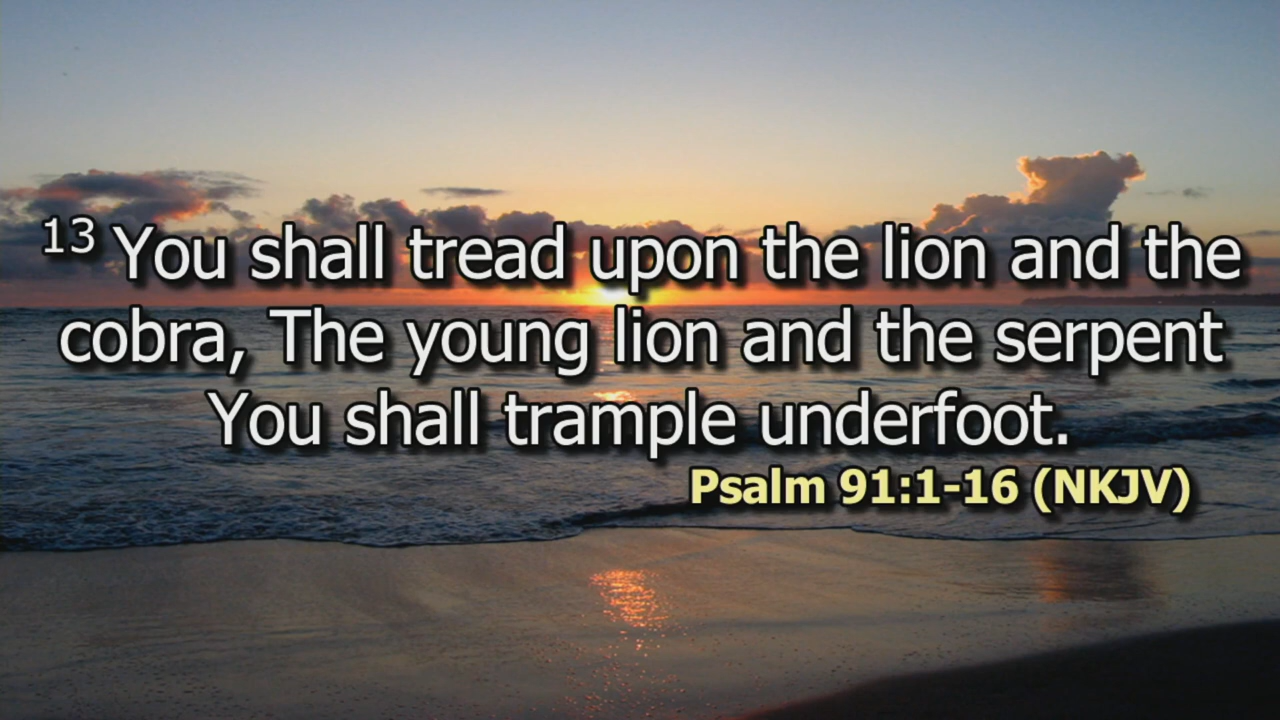 13 You shall tread upon the lion and the
cobra, The young lion and the serpent
You shall trample underfoot.
Psalm 91:1-16 (NKJV)